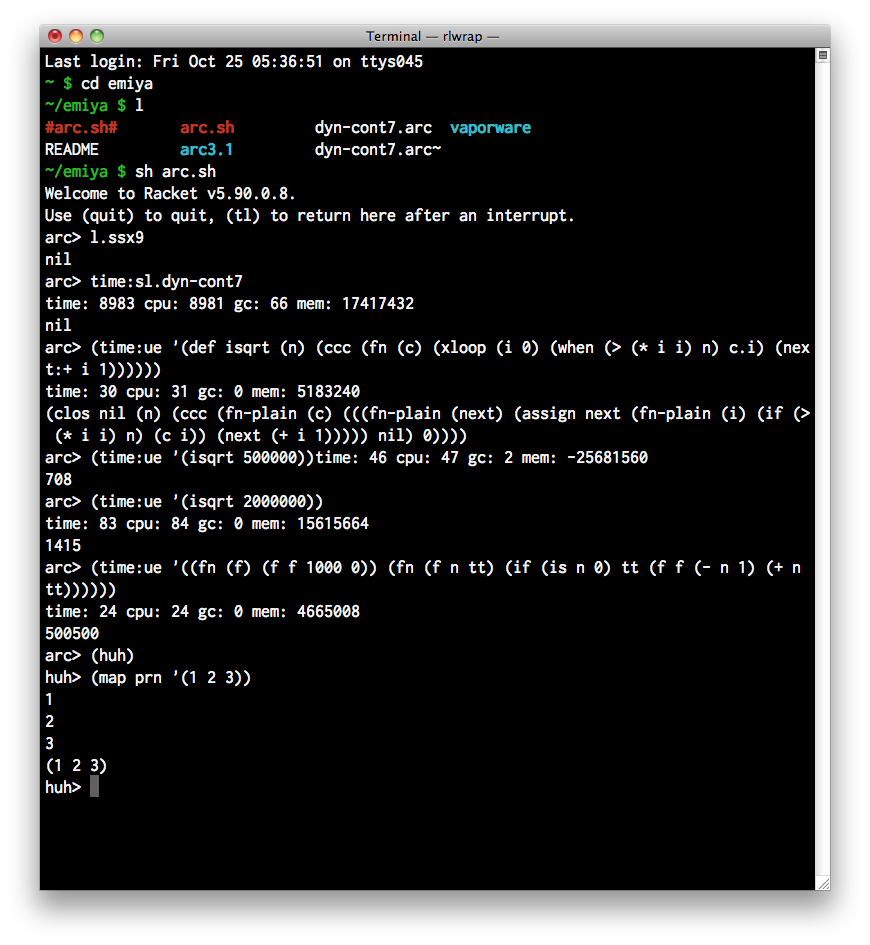 Terminal — rlwrap —
Last login: Fri Oct 25 05:36:51 on ttys045
~ $ cd emiya
~/emiya $ l
#arc.sh#       arc.sh         dyn-cont7.arc  vaporware
README         arc3.1         dyn-cont7.arc~
~/emiya $ sh arc.sh
Welcome to Racket v5.90.0.8.
Use (quit) to quit, (tl) to return here after an interrupt.
arc> l.ssx9
nil
arc> time:sl.dyn-cont7
time: 8983 cpu: 8981 gc: 66 mem: 17417432
nil
arc> (time:ue '(def isqrt (n) (ccc (fn (c) (xloop (i 0) (when (> (* i i) n) c.i) (nex
t:+ i 1))))))
time: 30 cpu: 31 gc: 0 mem: 5183240
(clos nil (n) (ccc (fn-plain (c) (((fn-plain (next) (assign next (fn-plain (i) (if (>
 (* i i) n) (c i)) (next (+ i 1))))) nil) 0))))
arc> (time:ue '(isqrt 500000))time: 46 cpu: 47 gc: 2 mem: -25681560
708
arc> (time:ue '(isqrt 2000000))
time: 83 cpu: 84 gc: 0 mem: 15615664
1415
arc> (time:ue '((fn (f) (f f 1000 0)) (fn (f n tt) (if (is n 0) tt (f f (- n 1) (+ n
tt))))))
time: 24 cpu: 24 gc: 0 mem: 4665008
500500
arc> (huh)
huh> (map prn '(1 2 3))
1
2
3
(1 2 3)
huh>